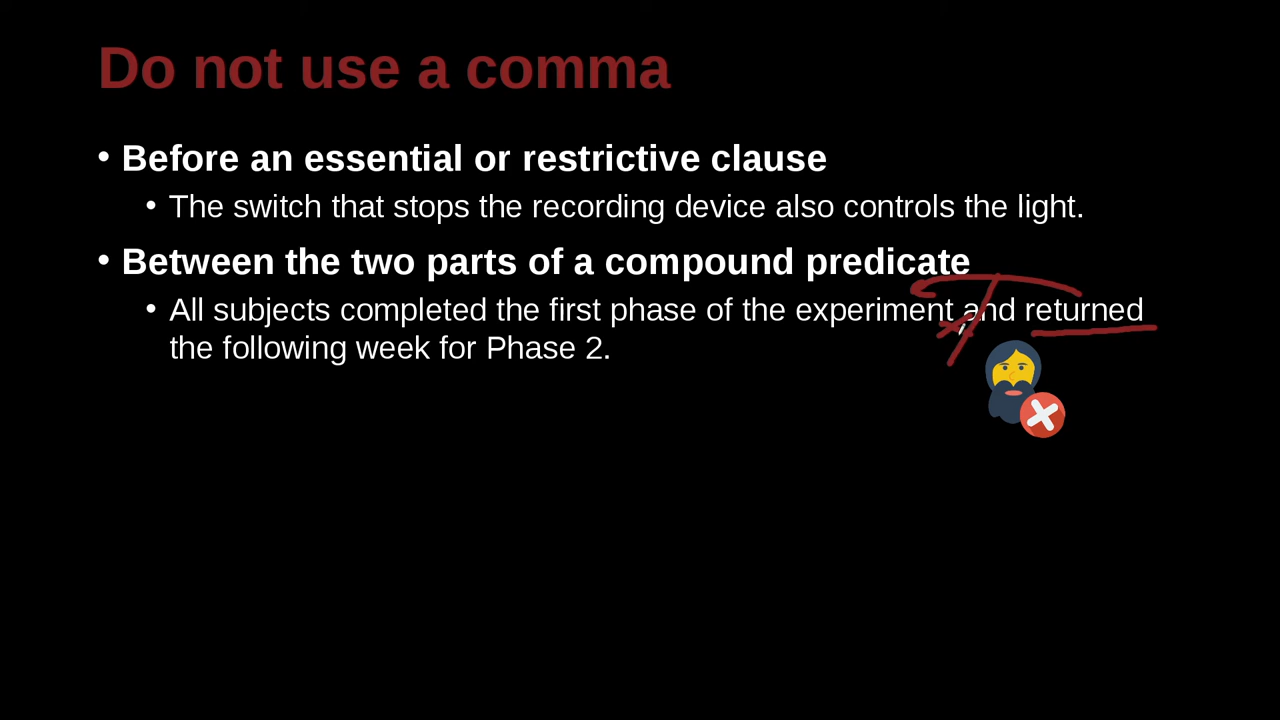 Do not use a comma
• Before an essential or restrictive clause
• The switch that stops the recording device also controls the light.
• Between the two parts of a compound predicate
• All subjects completed the first phase of the experiment and returned
the following week for Phase 2.